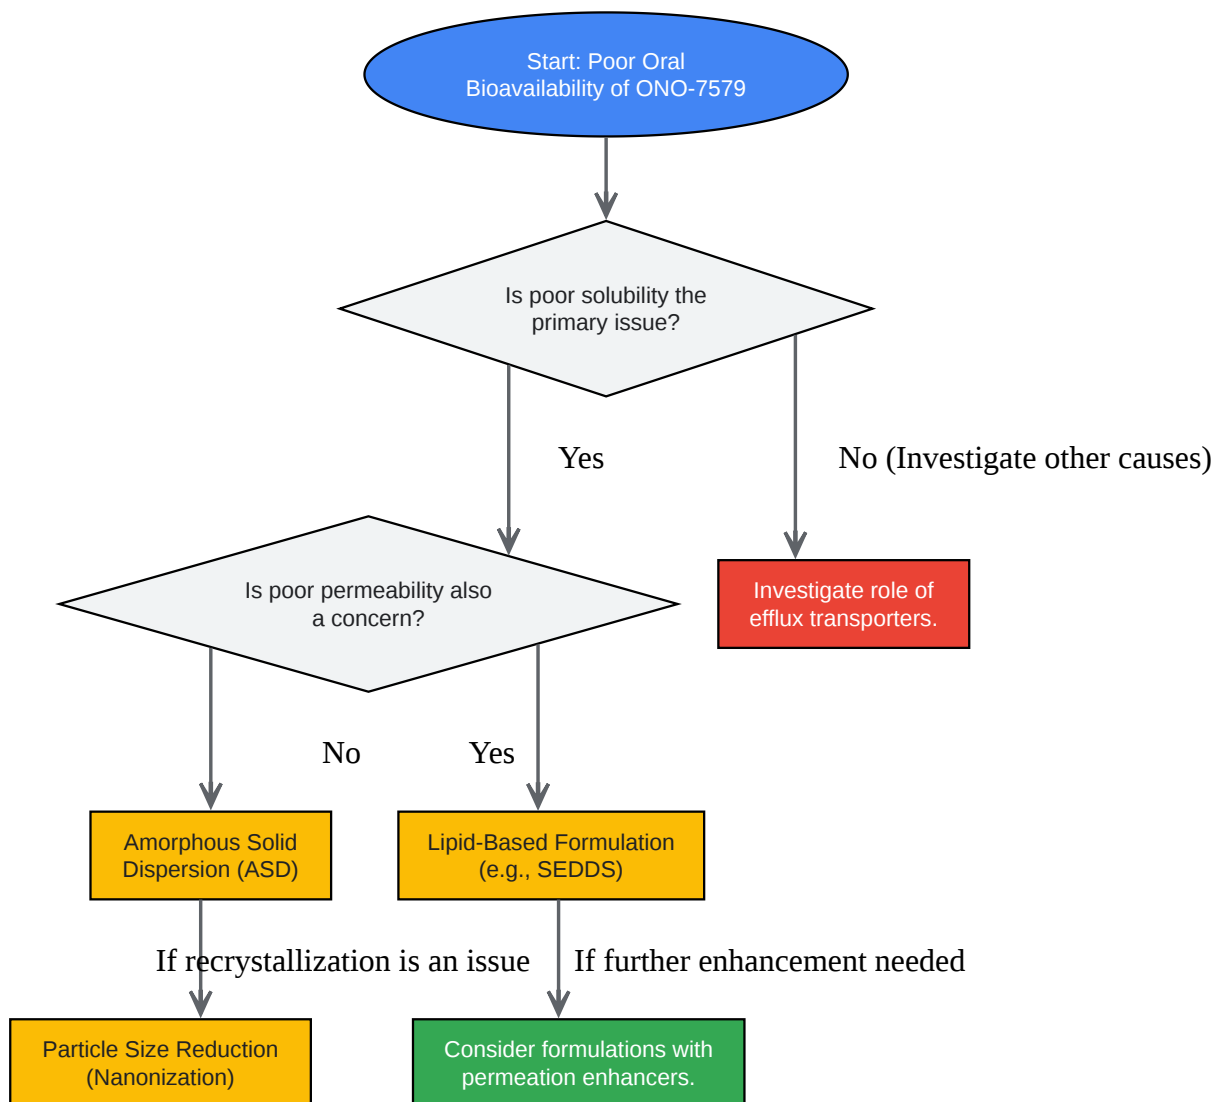 Start: Poor Oral
Bioavailability of ONO-7579
Is poor solubility the
primary issue?
Yes
No (Investigate other causes)
Is poor permeability also
a concern?
Investigate role of
efflux transporters.
No
Yes
Amorphous Solid
Dispersion (ASD)
Lipid-Based Formulation
(e.g., SEDDS)
If recrystallization is an issue
If further enhancement needed
Particle Size Reduction
(Nanonization)
Consider formulations with
permeation enhancers.